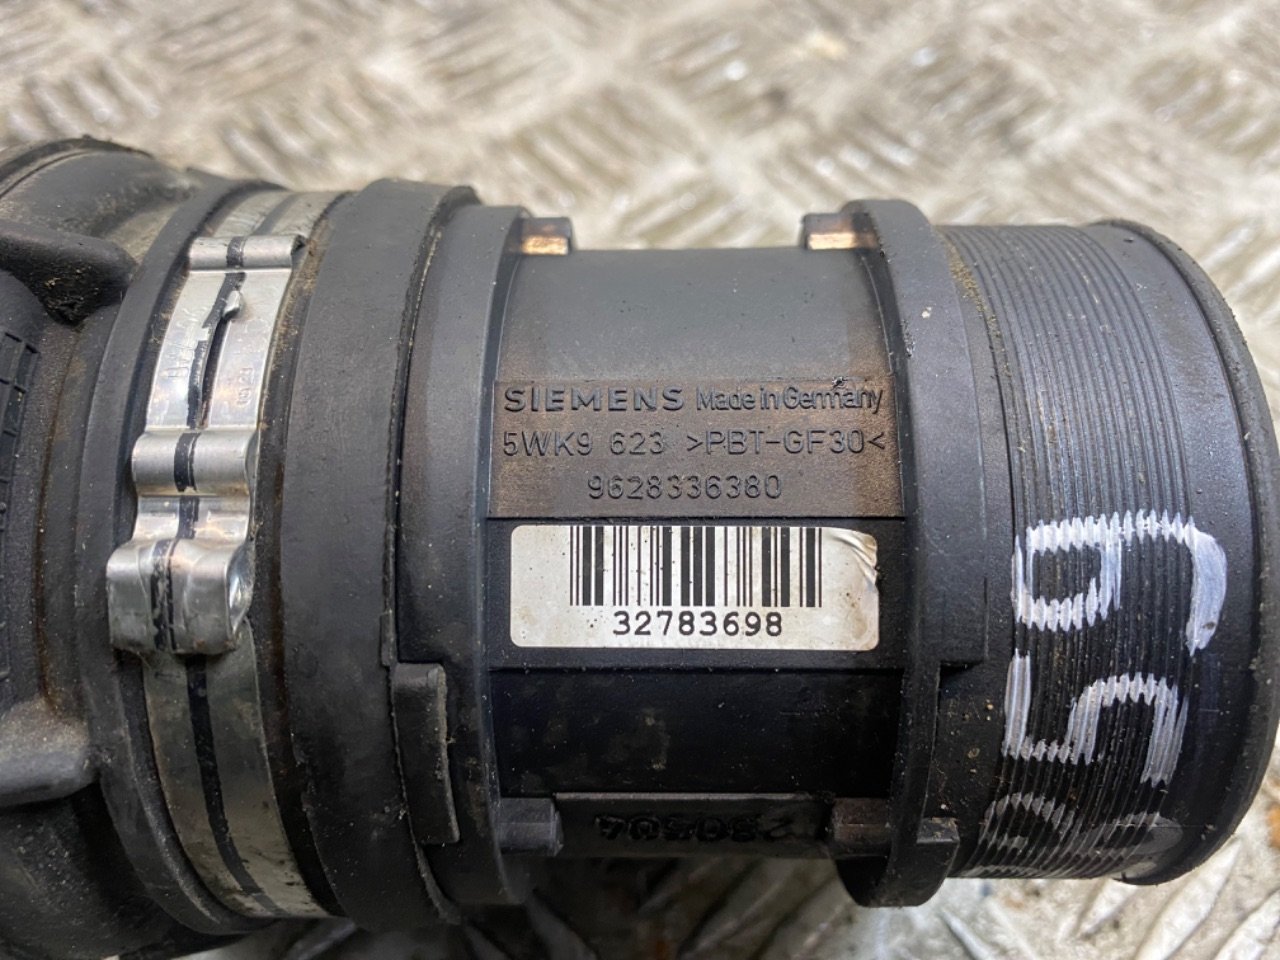 SIEMENS Made in Germany
5WK9 623 >PBT-GF30<
9628336380
32783698